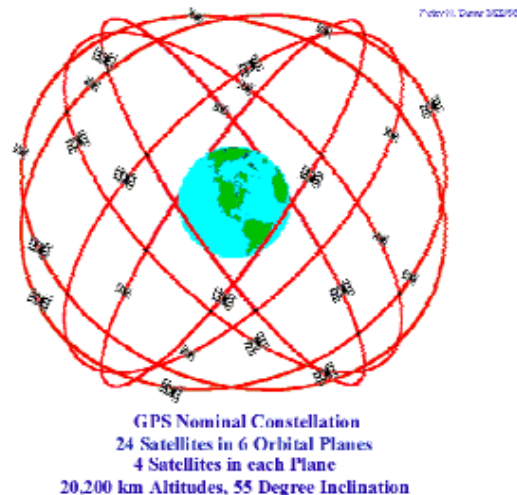 GPS Nominal Constellation
24 Satellites in 6 Orbital Planes
4 Satellites in each Plane
20,200 km Altitudes, 55 Degree Inclination